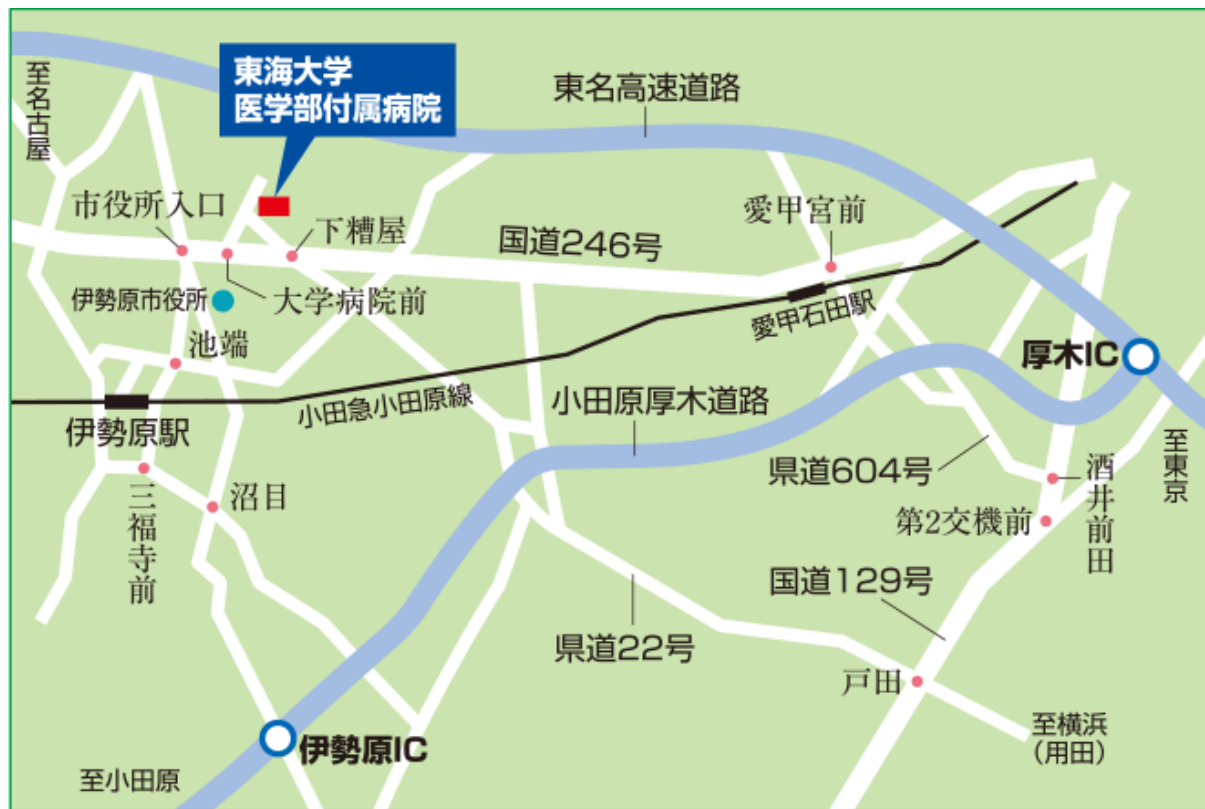 東海大学
医学部付属病院
至名古屋
東名高速道路
市役所入口
下糟屋
国道246号
愛甲宮前
伊勢原市役所
大学病院前
愛甲石田駅
池端
厚木IC
小田急小田原線
小田原厚木道路
伊勢原駅
至東京
県道604号
酒井前田
三福寺前
沼目
第2交機前
国道129号
県道22号
戸田
伊勢原IC
至横浜
（用田）
至小田原